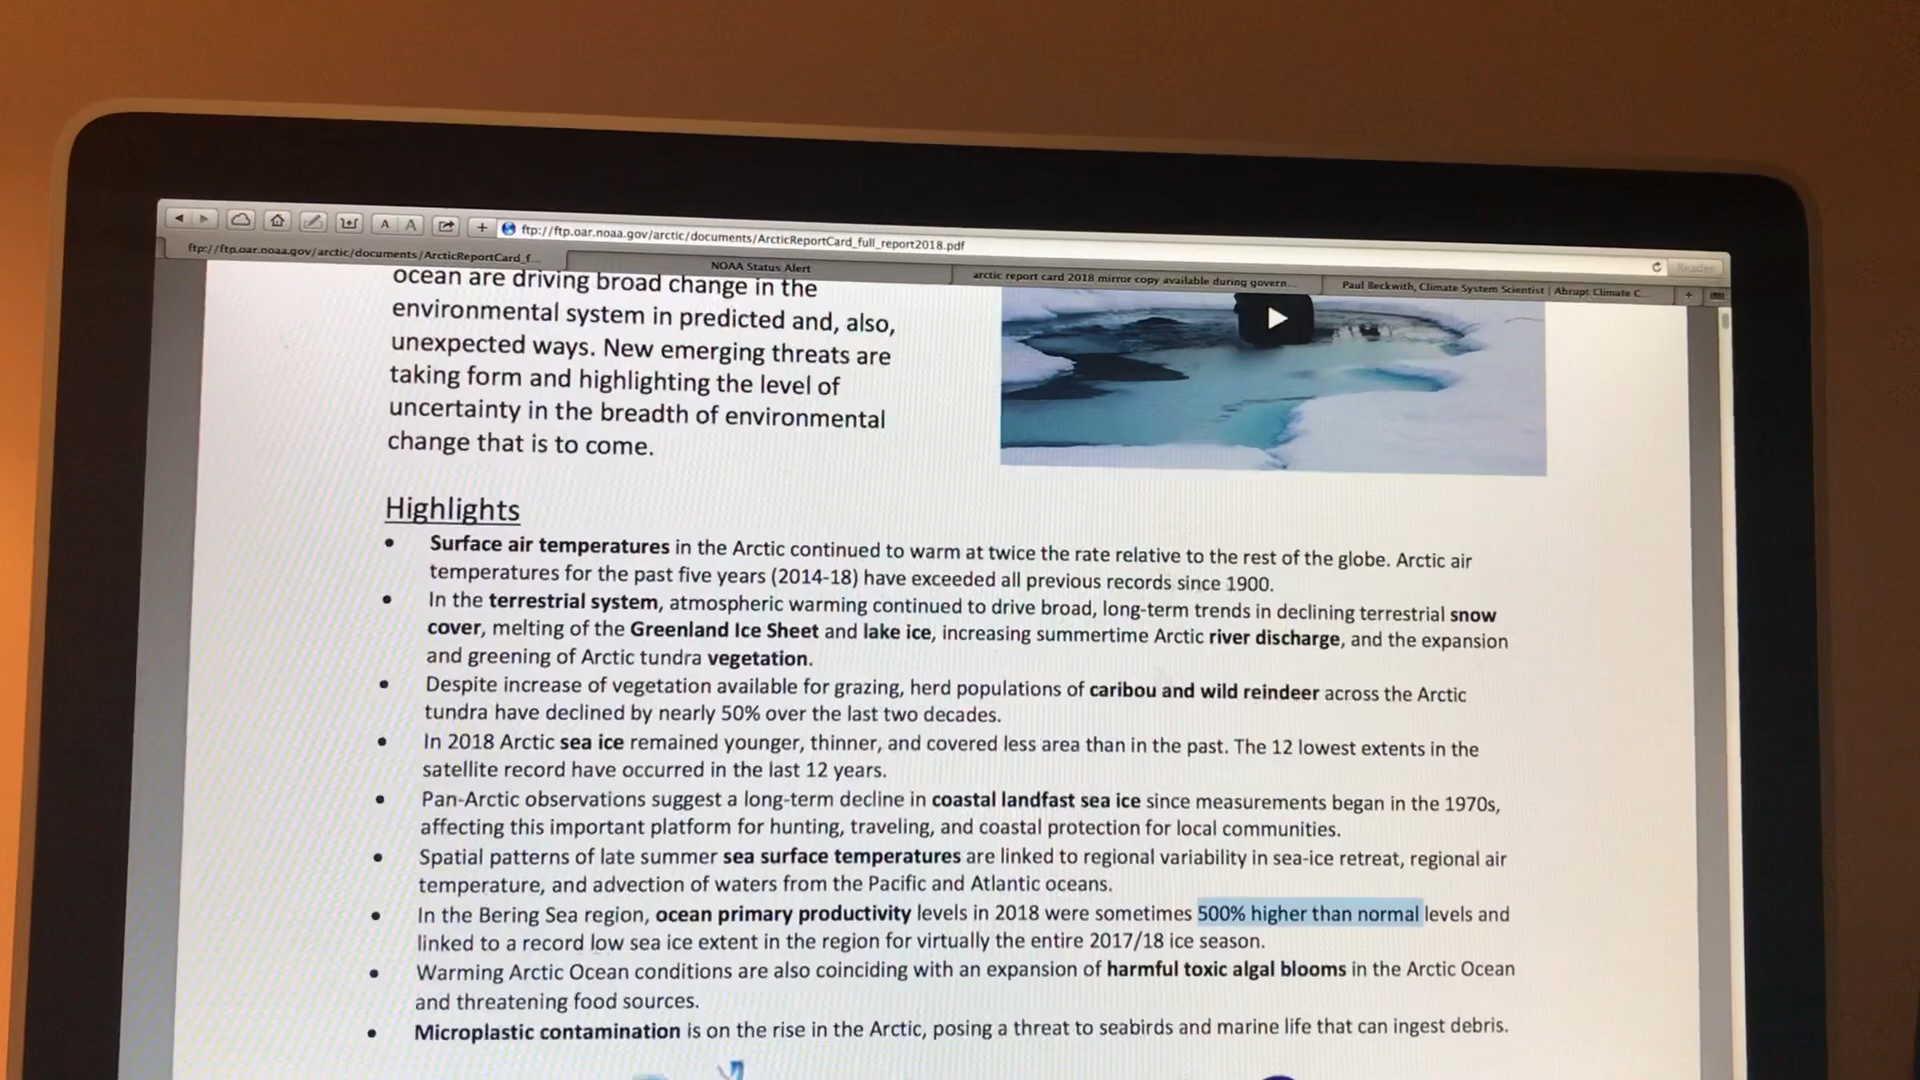 A A + ftp://ftp.oar.noaa.gov/arctic/documents/ArcticReportCard_full_report2018.pdf Reader
ftp://ftp.oar.noaa.gov/arctic/documents/ArcticReportCard_f... NOAA Status Alert arctic report card 2018 mirror copy available during govern... Paul Beckwith, Climate System Scientist | Abrupt Climate C... +
ocean are driving broad change in the
environmental system in predicted and, also,
unexpected ways. New emerging threats are
taking form and highlighting the level of
uncertainty in the breadth of environmental
change that is to come.
Highlights
• Surface air temperatures in the Arctic continued to warm at twice the rate relative to the rest of the globe. Arctic air
temperatures for the past five years (2014-18) have exceeded all previous records since 1900.
• In the terrestrial system, atmospheric warming continued to drive broad, long-term trends in declining terrestrial snow
cover, melting of the Greenland Ice Sheet and lake ice, increasing summertime Arctic river discharge, and the expansion
and greening of Arctic tundra vegetation.
• Despite increase of vegetation available for grazing, herd populations of caribou and wild reindeer across the Arctic
tundra have declined by nearly 50% over the last two decades.
• In 2018 Arctic sea ice remained younger, thinner, and covered less area than in the past. The 12 lowest extents in the
satellite record have occurred in the last 12 years.
• Pan-Arctic observations suggest a long-term decline in coastal landfast sea ice since measurements began in the 1970s,
affecting this important platform for hunting, traveling, and coastal protection for local communities.
• Spatial patterns of late summer sea surface temperatures are linked to regional variability in sea-ice retreat, regional air
temperature, and advection of waters from the Pacific and Atlantic oceans.
• In the Bering Sea region, ocean primary productivity levels in 2018 were sometimes 500% higher than normal levels and
linked to a record low sea ice extent in the region for virtually the entire 2017/18 ice season.
• Warming Arctic Ocean conditions are also coinciding with an expansion of harmful toxic algal blooms in the Arctic Ocean
and threatening food sources.
• Microplastic contamination is on the rise in the Arctic, posing a threat to seabirds and marine life that can ingest debris.